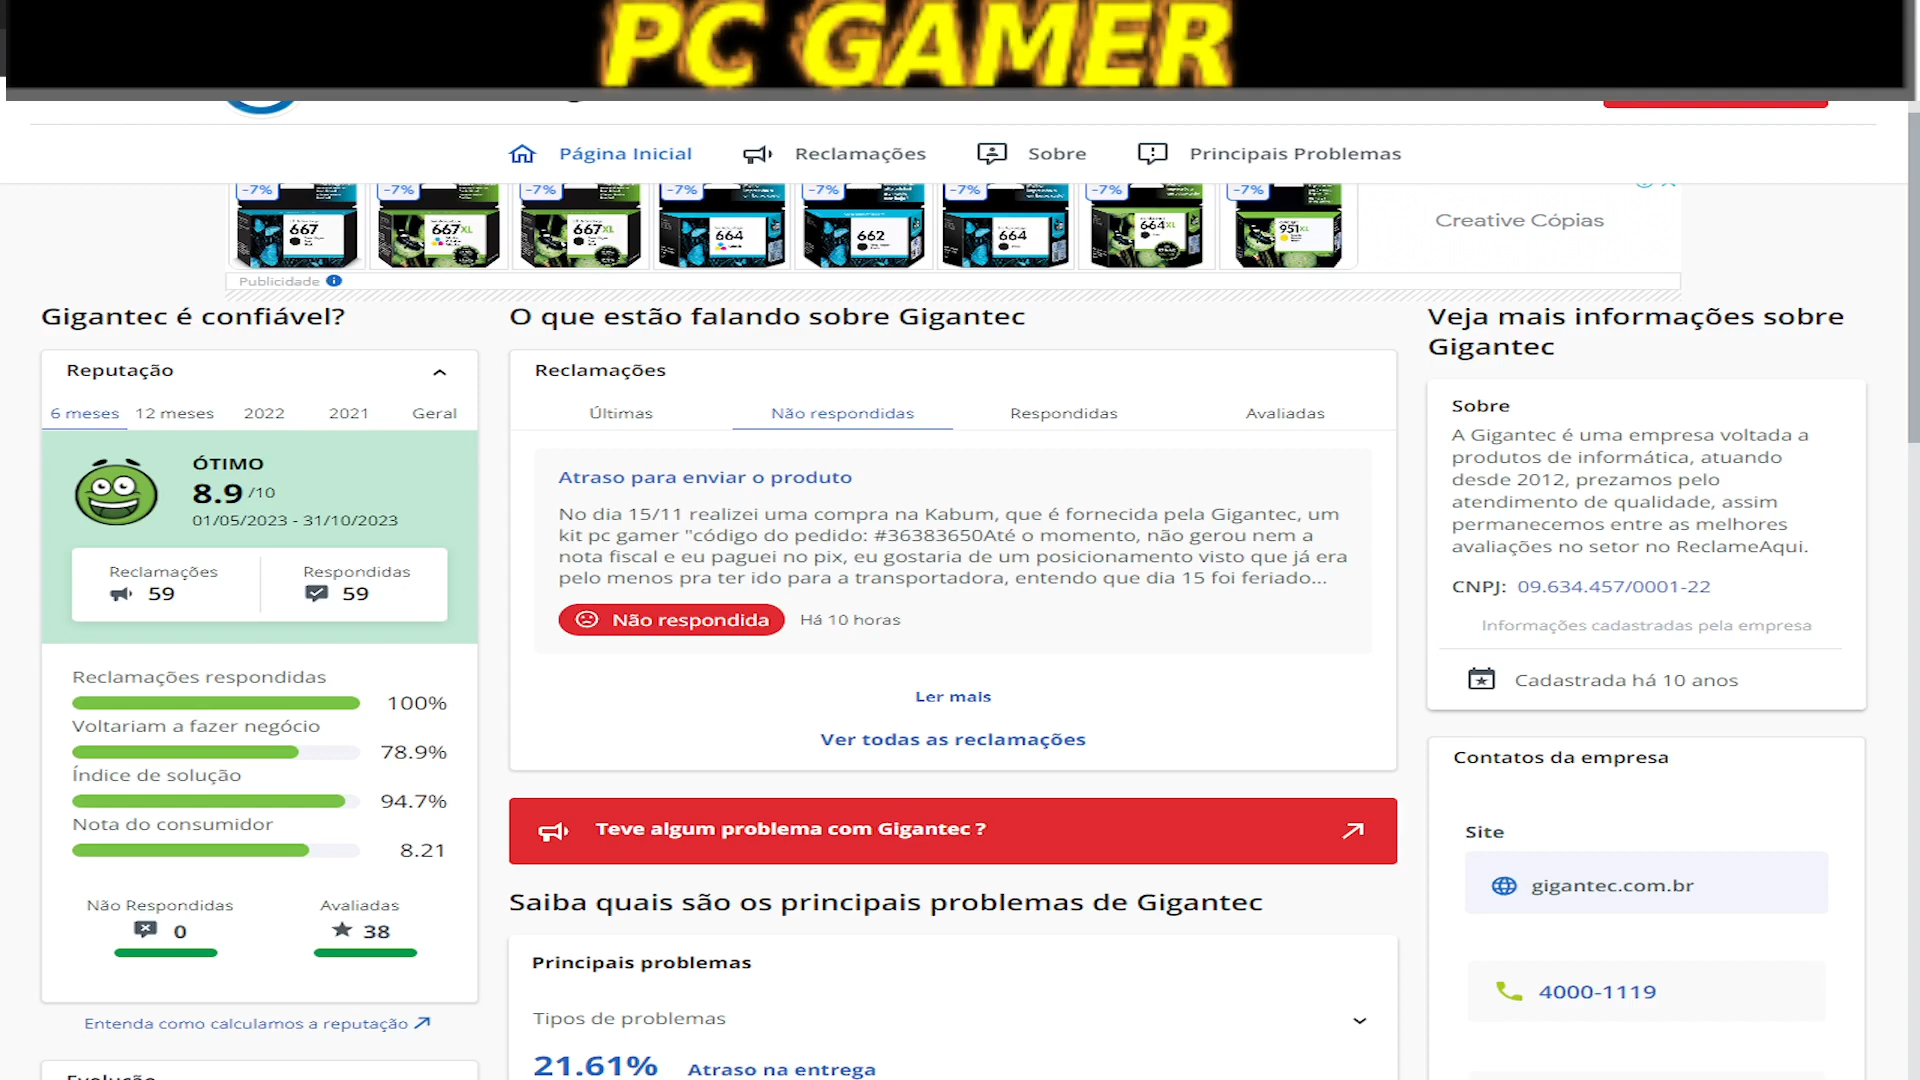 PC GAMER
Página Inicial
Reclamações
Sobre
Principais Problemas
-7%
-7%
-7%
-7%
-7%
-7%
-7%
-7%
667
667XL
667XL
664
662
664
664XL
951XL
Creative Cópias
Publicidade
Gigantec é confiável?
Reputação
6 meses
12 meses
2022
2021
Geral
ÓTIMO
8.9 /10
01/05/2023 - 31/10/2023
Reclamações
59
Respondidas
59
Reclamações respondidas
100%
Voltariam a fazer negócio
78.9%
Índice de solução
94.7%
Nota do consumidor
8.21
Não Respondidas
0
Avaliadas
38
Entenda como calculamos a reputação
Evolução
O que estão falando sobre Gigantec
Reclamações
Últimas
Não respondidas
Respondidas
Avaliadas
Atraso para enviar o produto
No dia 15/11 realizei uma compra na Kabum, que é fornecida pela Gigantec, um
kit pc gamer "código do pedido: #36383650Até o momento, não gerou nem a
nota fiscal e eu paguei no pix, eu gostaria de um posicionamento visto que já era
pelo menos pra ter ido para a transportadora, entendo que dia 15 foi feriado...
Não respondida
Há 10 horas
Ler mais
Ver todas as reclamações
Teve algum problema com Gigantec ?
Saiba quais são os principais problemas de Gigantec
Principais problemas
Tipos de problemas
21.61% Atraso na entrega
Veja mais informações sobre
Gigantec
Sobre
A Gigantec é uma empresa voltada a
produtos de informática, atuando
desde 2012, prezamos pelo
atendimento de qualidade, assim
permanecemos entre as melhores
avaliações no setor no ReclameAqui.
CNPJ: 09.634.457/0001-22
Informações cadastradas pela empresa
Cadastrada há 10 anos
Contatos da empresa
Site
gigantec.com.br
4000-1119